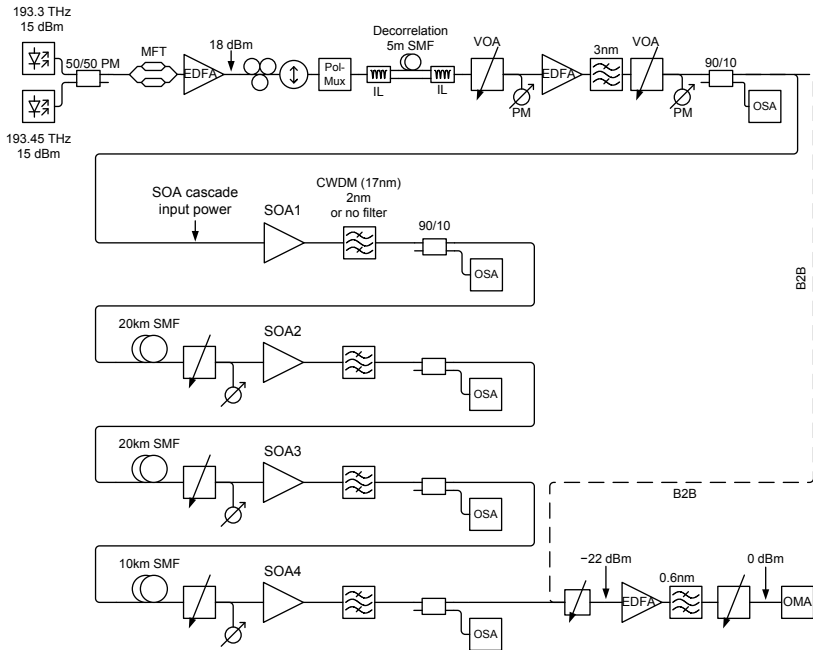 193.3 THz
15 dBm
50/50 PM
MFT
EDFA
18 dBm
Pol-
Mux
IL
Decorrelation
5m SMF
IL
VOA
PM
EDFA
3nm
VOA
PM
90/10
OSA
193.45 THz
15 dBm
SOA cascade
input power
SOA1
CWDM (17nm)
2nm
or no filter
90/10
OSA
B2B
20km SMF
SOA2
OSA
20km SMF
SOA3
OSA
B2B
10km SMF
SOA4
OSA
−22 dBm
EDFA
0.6nm
0 dBm
OMA